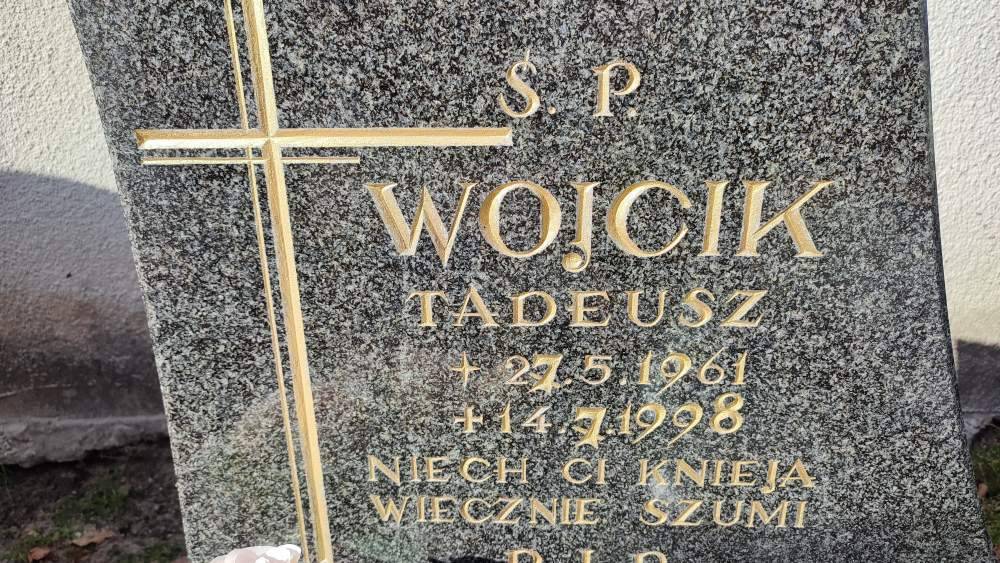 Ś. P.
WOJCIK
TADEUSZ
+ 27.5.1961
+ 14.7.1998
NIECH CI KNIEJA
WIECZNIE SZUMI
R.I.P.